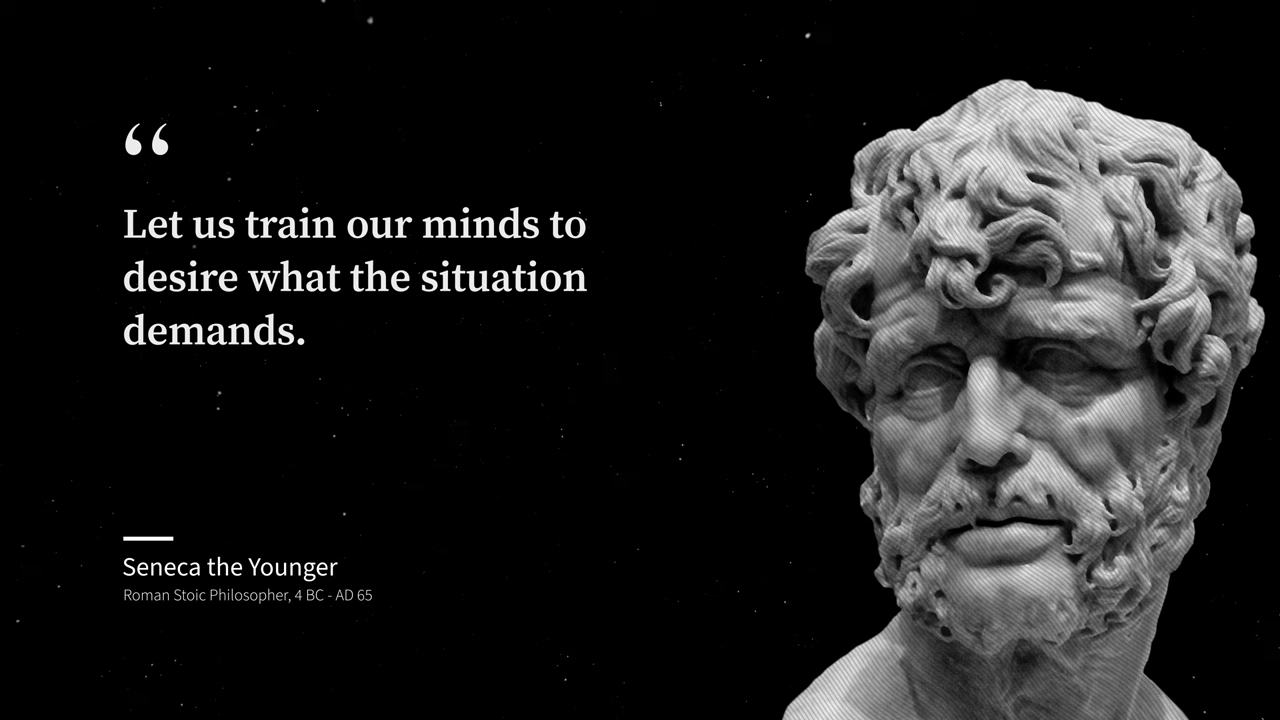 “
Let us train our minds to
desire what the situation
demands.
Seneca the Younger
Roman Stoic Philosopher, 4 BC - AD 65